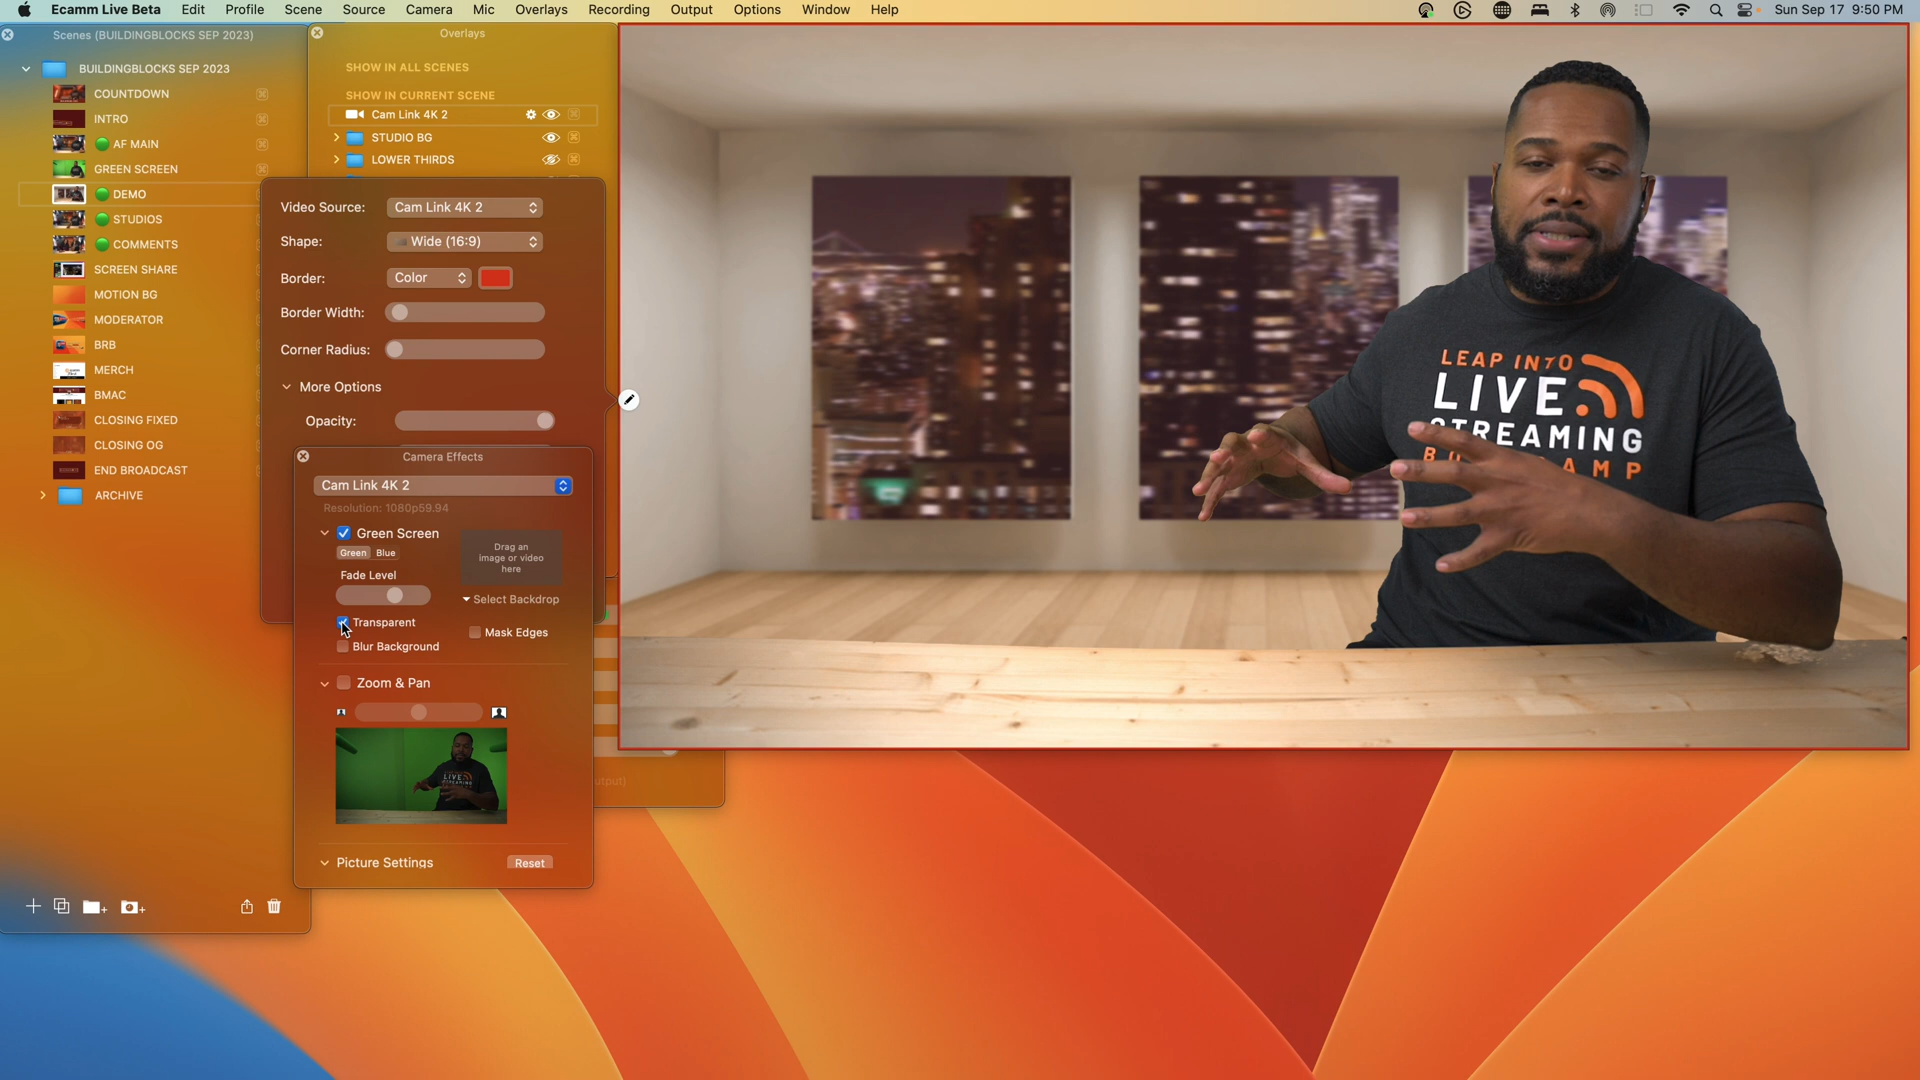 Ecamm Live Beta Edit Profile Scene Source Camera Mic Overlays Recording Output Options Window Help Sun Sep 17 9:50 PM
Scenes (BUILDINGBLOCKS SEP 2023)
BUILDINGBLOCKS SEP 2023
COUNTDOWN
INTRO
AF MAIN
GREEN SCREEN
DEMO
STUDIOS
COMMENTS
SCREEN SHARE
MOTION BG
MODERATOR
BRB
MERCH
BMAC
CLOSING FIXED
CLOSING OG
END BROADCAST
ARCHIVE
Overlays
SHOW IN ALL SCENES
SHOW IN CURRENT SCENE
Cam Link 4K 2
STUDIO BG
LOWER THIRDS
Video Source: Cam Link 4K 2
Shape: Wide (16:9)
Border: Color
Border Width:
Corner Radius:
More Options
Opacity:
Camera Effects
Cam Link 4K 2
Resolution: 1080p59.94
Green Screen
Green Blue
Fade Level
Drag an
image or video
here
Select Backdrop
Transparent
Mask Edges
Blur Background
Zoom & Pan
Picture Settings Reset
utput)
LEAP INTO
LIVE
STREAMING